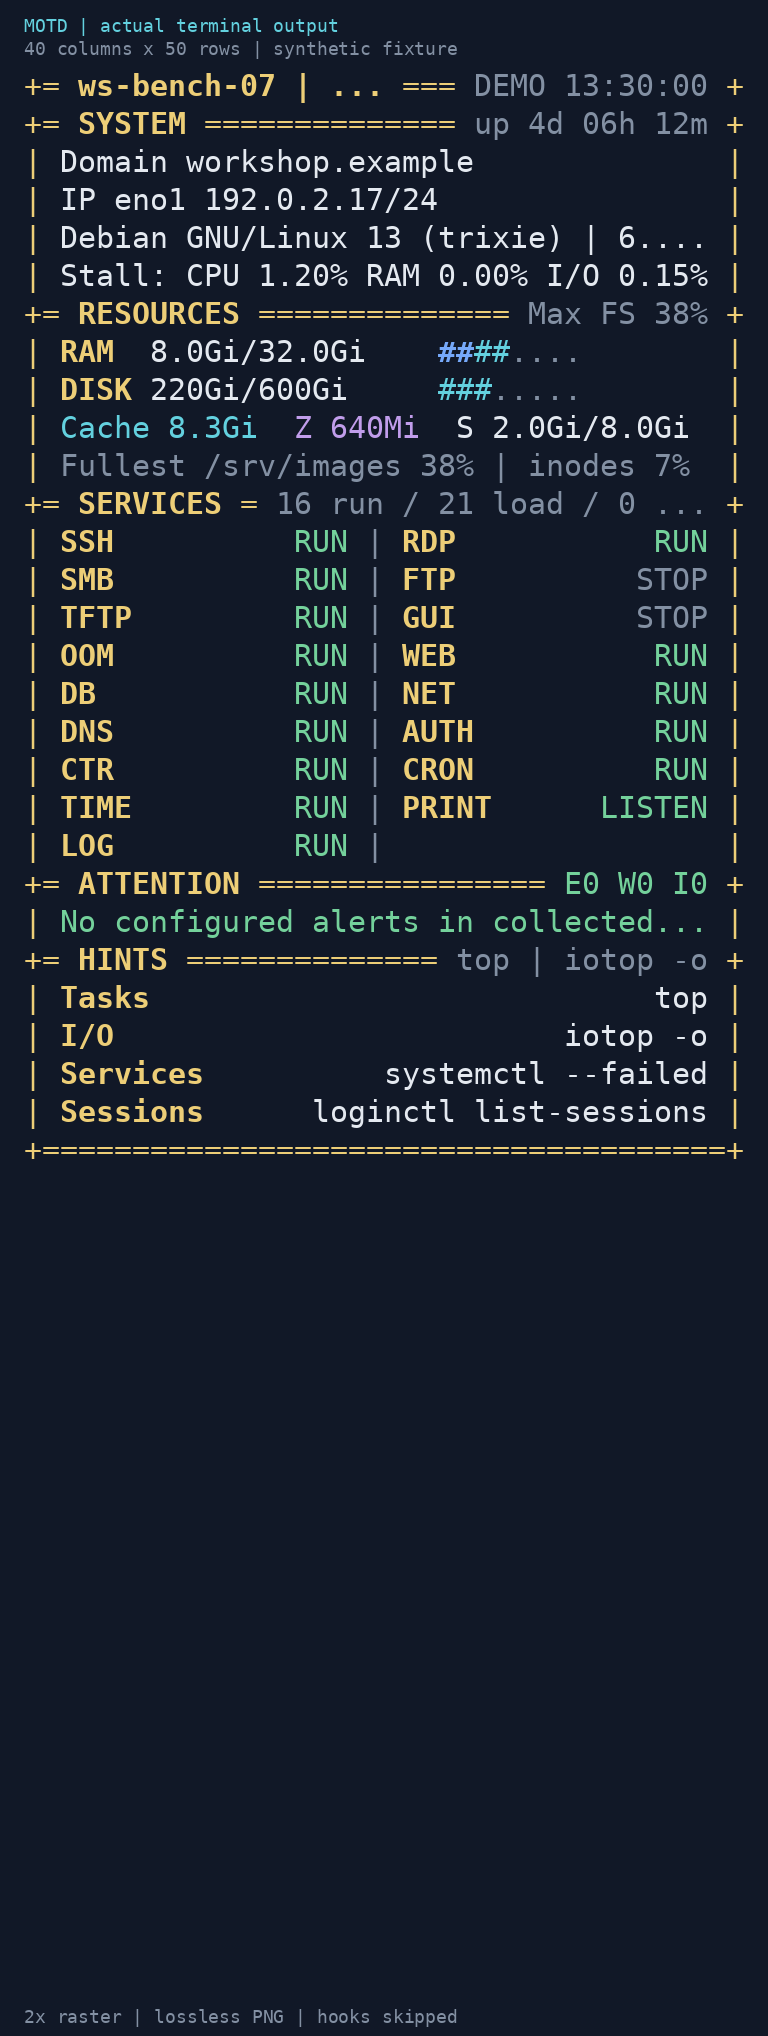 MOTD | actual terminal output
40 columns x 50 rows | synthetic fixture
+= ws-bench-07 | ... === DEMO 13:30:00 +
+= SYSTEM ============== up 4d 06h 12m +
| Domain workshop.example              |
| IP eno1 192.0.2.17/24                |
| Debian GNU/Linux 13 (trixie) | 6.... |
| Stall: CPU 1.20% RAM 0.00% I/O 0.15% |
+= RESOURCES ============== Max FS 38% +
| RAM  8.0Gi/32.0Gi    ####....        |
| DISK 220Gi/600Gi     ###.....        |
| Cache 8.3Gi  Z 640Mi  S 2.0Gi/8.0Gi  |
| Fullest /srv/images 38% | inodes 7%  |
+= SERVICES = 16 run / 21 load / 0 ... +
| SSH          RUN | RDP           RUN |
| SMB          RUN | FTP          STOP |
| TFTP         RUN | GUI          STOP |
| OOM          RUN | WEB           RUN |
| DB           RUN | NET           RUN |
| DNS          RUN | AUTH          RUN |
| CTR          RUN | CRON          RUN |
| TIME         RUN | PRINT      LISTEN |
| LOG          RUN |                   |
+= ATTENTION ================ E0 W0 I0 +
| No configured alerts in collected... |
+= HINTS ============== top | iotop -o +
| Tasks                            top |
| I/O                         iotop -o |
| Services          systemctl --failed |
| Sessions      loginctl list-sessions |
+======================================+
2x raster | lossless PNG | hooks skipped